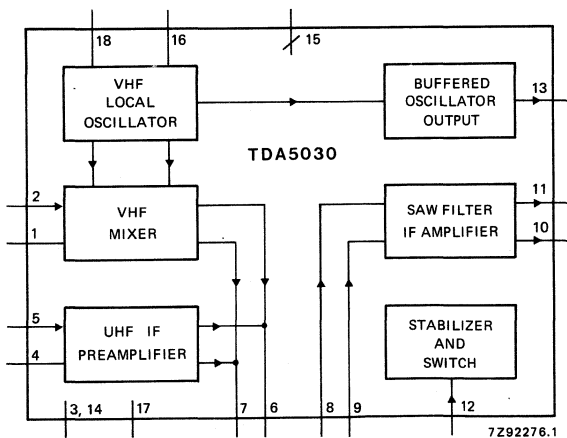 18
16
15
VHF
LOCAL
OSCILLATOR
BUFFERED
OSCILLATOR
OUTPUT
13
TDA5030
2
1
VHF
MIXER
SAW FILTER
IF AMPLIFIER
11
10
5
4
UHF IF
PREAMPLIFIER
STABILIZER
AND
SWITCH
3, 14
17
7
6
8
9
12
7Z92276.1